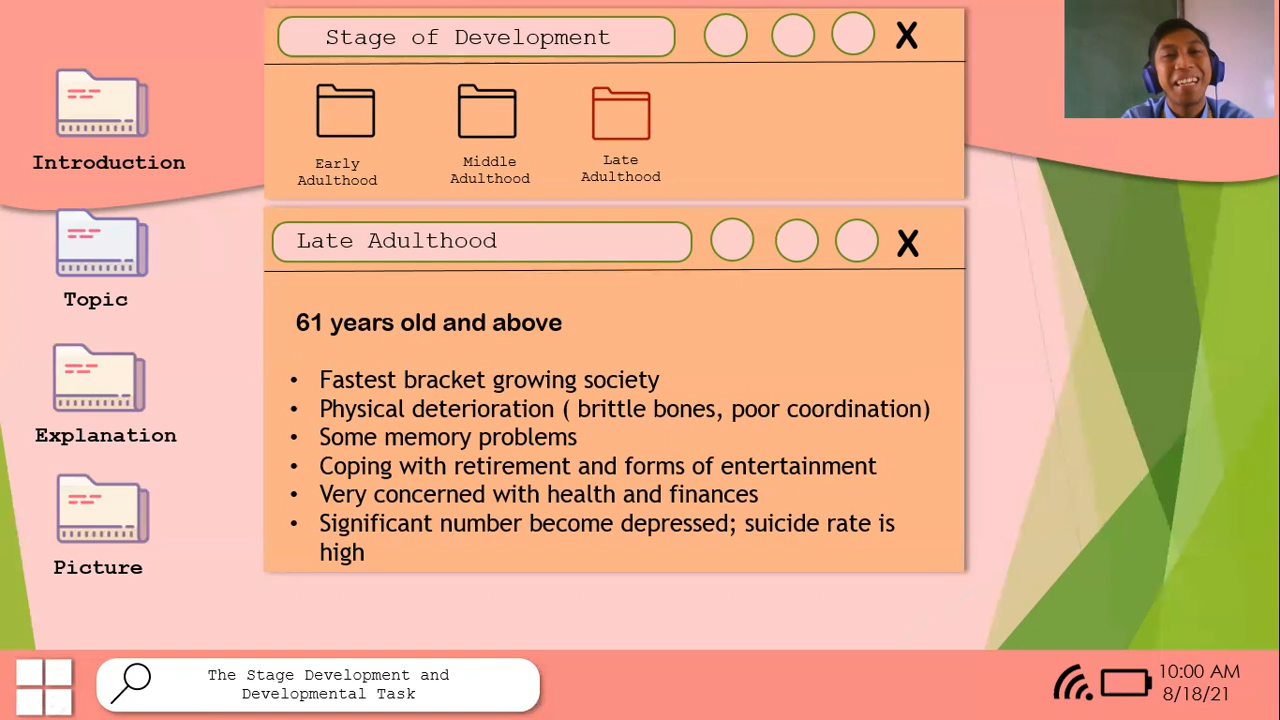 Stage of Development
X
Early
Adulthood
Middle
Adulthood
Late
Adulthood
Introduction
Topic
Explanation
Picture
Late Adulthood
X
61 years old and above
• Fastest bracket growing society
• Physical deterioration ( brittle bones, poor coordination)
• Some memory problems
• Coping with retirement and forms of entertainment
• Very concerned with health and finances
• Significant number become depressed; suicide rate is
high
The Stage Development and
Developmental Task
10:00 AM
8/18/21